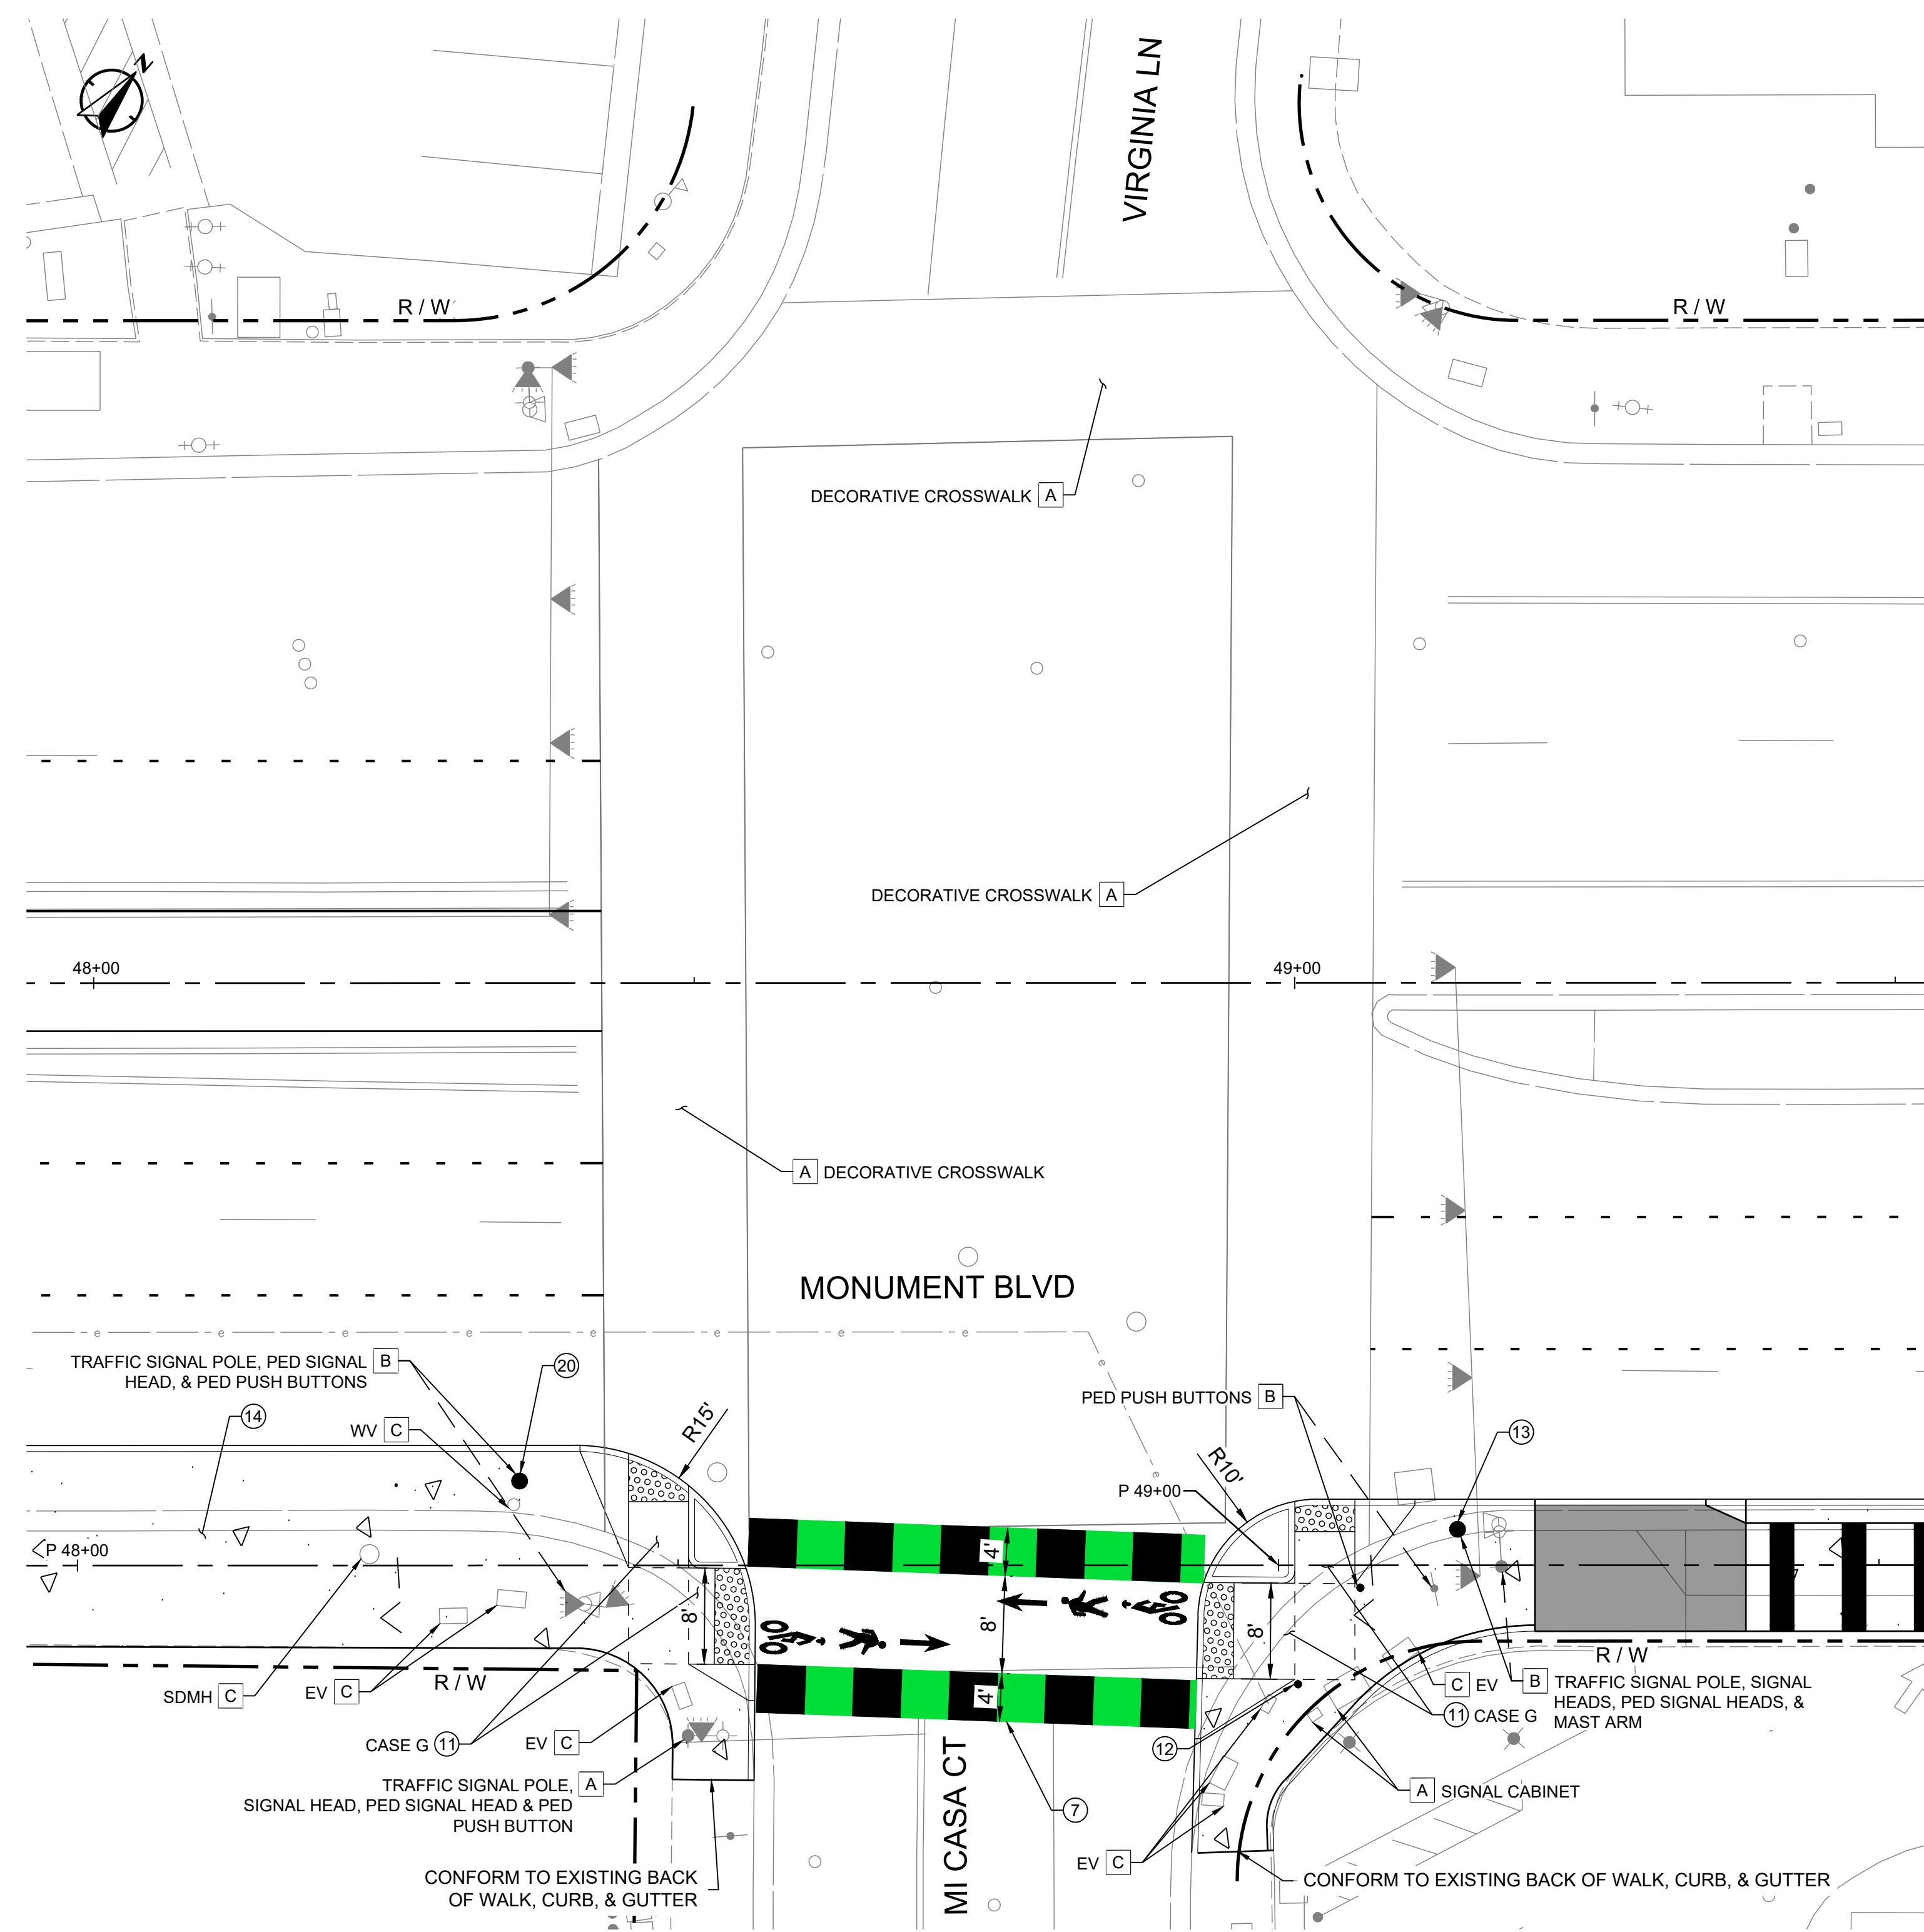 N
VIRGINIA LN
R / W
R / W
DECORATIVE CROSSWALK A
DECORATIVE CROSSWALK A
48+00
49+00
A DECORATIVE CROSSWALK
MONUMENT BLVD
e e e e e e e e
e
e
TRAFFIC SIGNAL POLE, PED SIGNAL B
HEAD, & PED PUSH BUTTONS
20
14
WV C
R15'
PED PUSH BUTTONS B
13
R10'
P 49+00
P 48+00
4'
8'
8'
8'
4'
SDMH C
EV C
R / W
R / W
C EV
B TRAFFIC SIGNAL POLE, SIGNAL
HEADS, PED SIGNAL HEADS, &
MAST ARM
11 CASE G
CASE G 11
EV C
12
TRAFFIC SIGNAL POLE, A
SIGNAL HEAD, PED SIGNAL HEAD & PED
PUSH BUTTON
MI CASA CT
7
A SIGNAL CABINET
EV C
CONFORM TO EXISTING BACK
OF WALK, CURB, & GUTTER
CONFORM TO EXISTING BACK OF WALK, CURB, & GUTTER